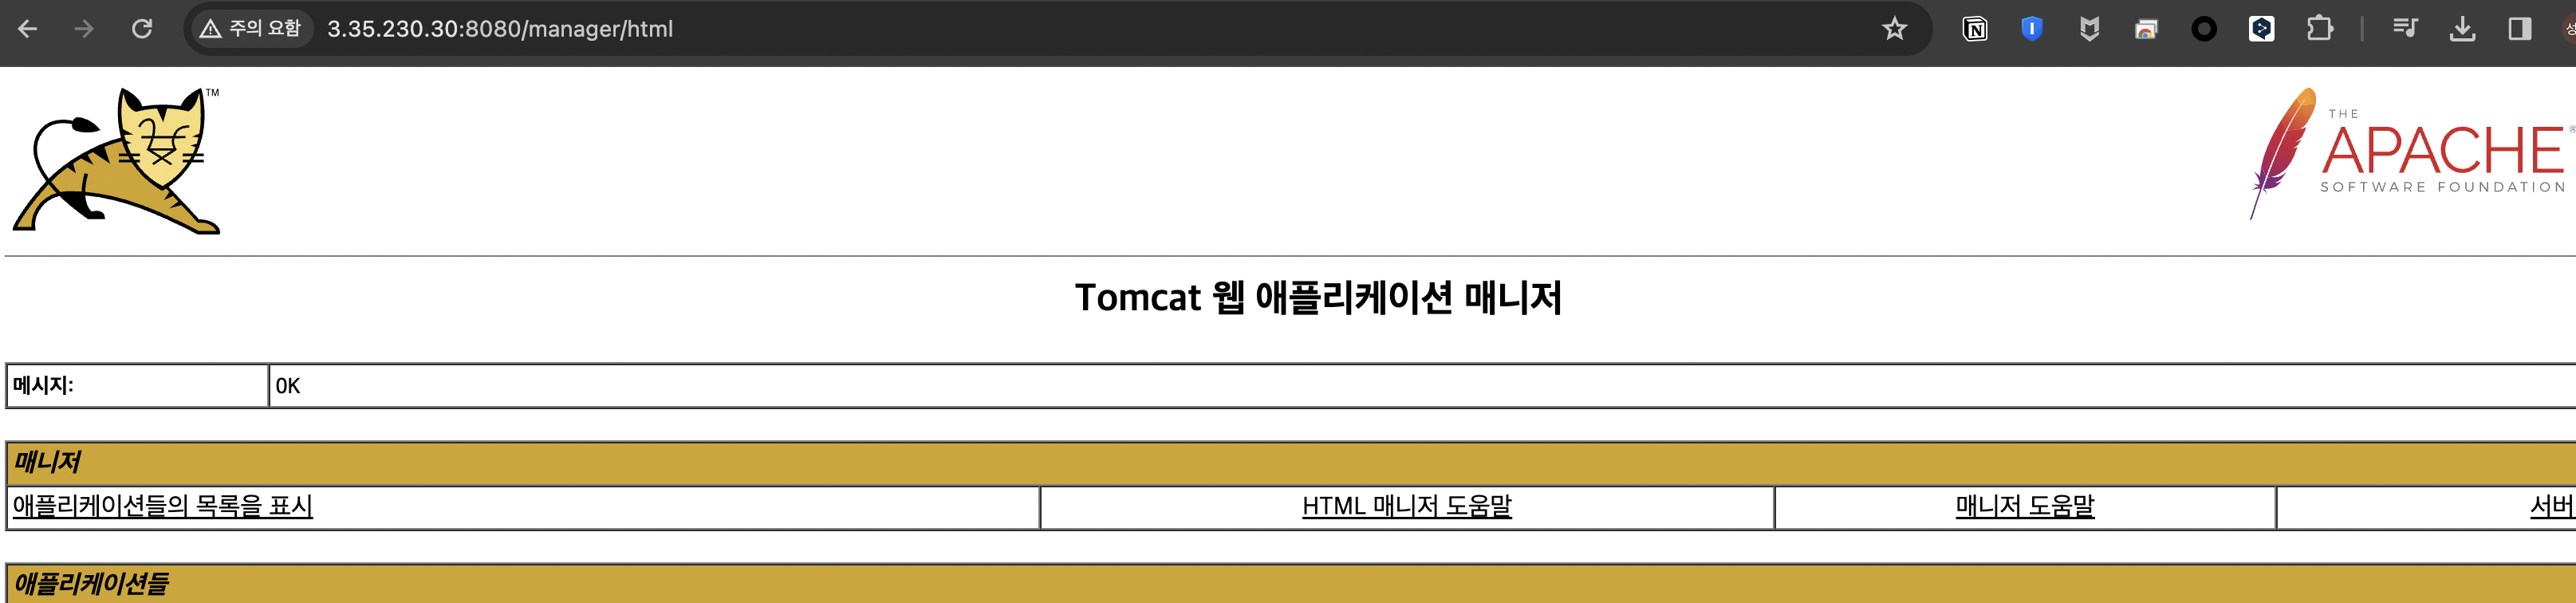 주의 요함 3.35.230.30:8080/manager/html
TM
THE
APACHE®
SOFTWARE FOUNDATION
Tomcat 웹 애플리케이션 매니저
메시지: OK
매니저
애플리케이션들의 목록을 표시 HTML 매니저 도움말 매니저 도움말 서버
애플리케이션들